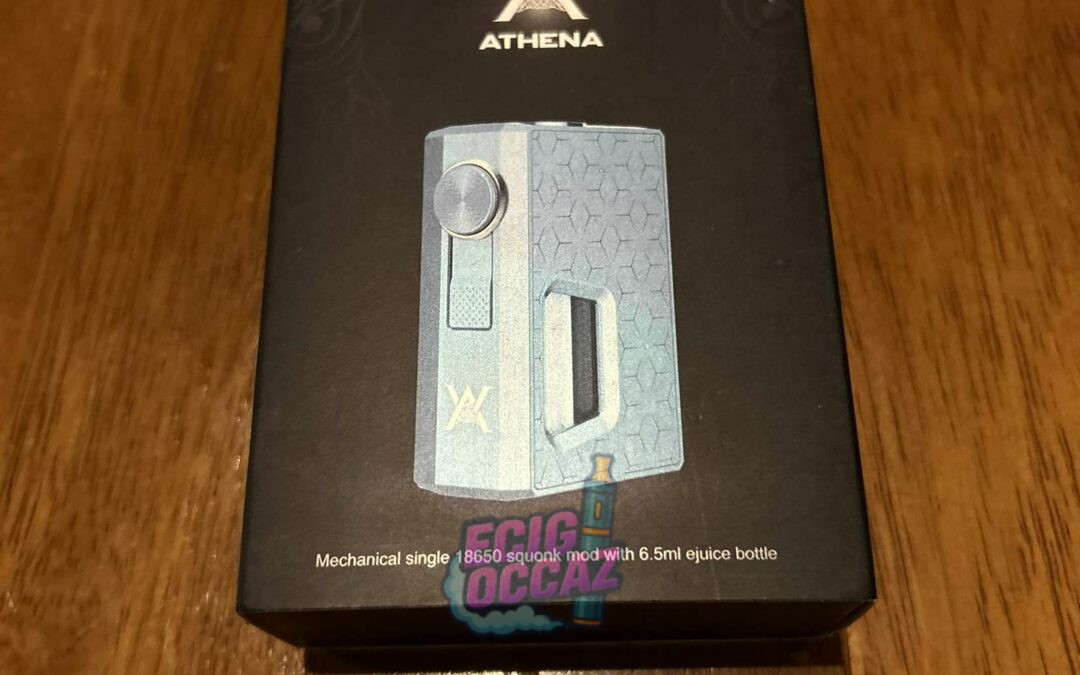 ATHENA
Mechanical single 18650 squonk mod with 6.5ml ejuice bottle
ECIG
OCCAZ